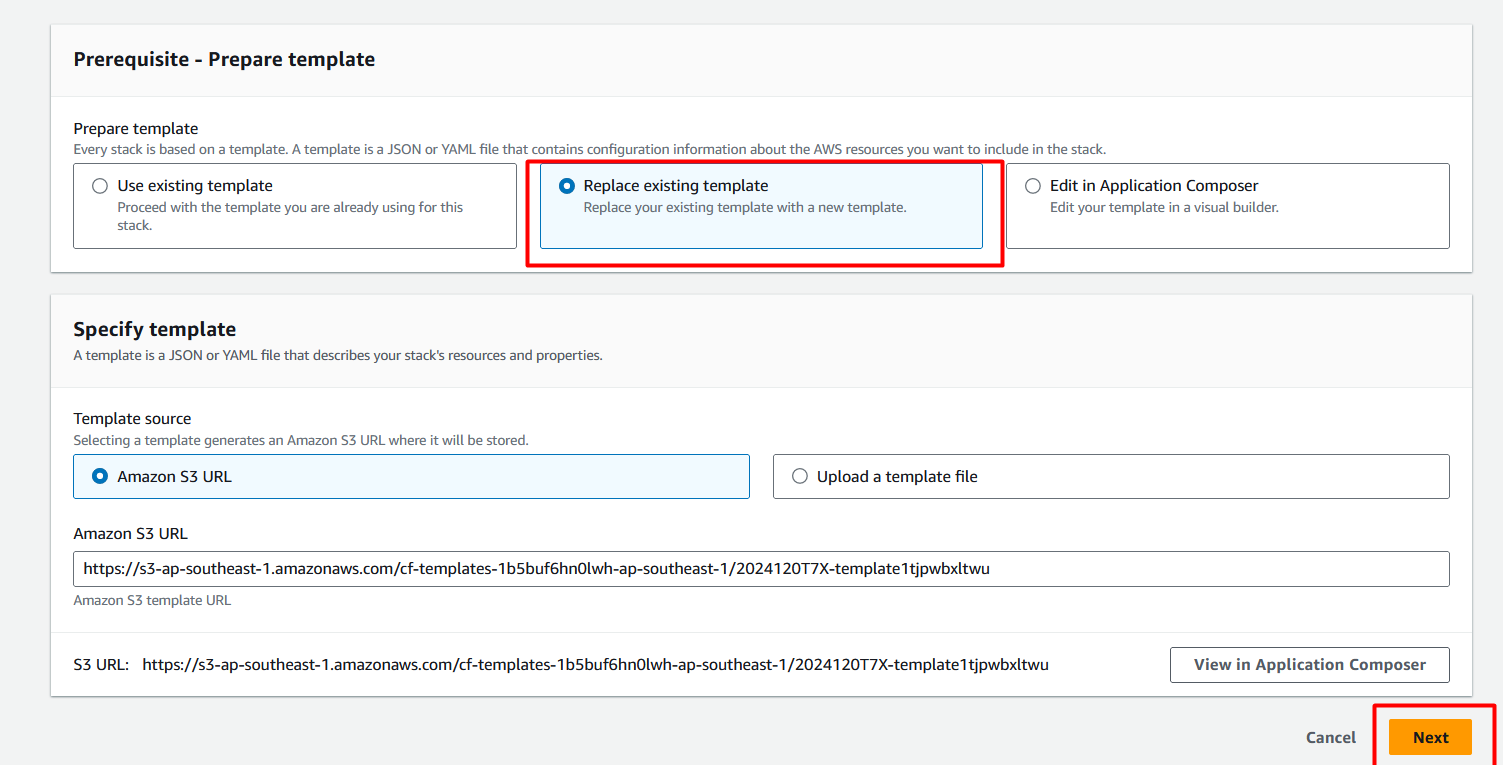 Prerequisite - Prepare template
Prepare template
Every stack is based on a template. A template is a JSON or YAML file that contains configuration information about the AWS resources you want to include in the stack.
Use existing template
Proceed with the template you are already using for this
stack.
Replace existing template
Replace your existing template with a new template.
Edit in Application Composer
Edit your template in a visual builder.
Specify template
A template is a JSON or YAML file that describes your stack's resources and properties.
Template source
Selecting a template generates an Amazon S3 URL where it will be stored.
Amazon S3 URL
Upload a template file
Amazon S3 URL
https://s3-ap-southeast-1.amazonaws.com/cf-templates-1b5buf6hn0lwh-ap-southeast-1/2024120T7X-template1tjpwbxltwu
Amazon S3 template URL
S3 URL: https://s3-ap-southeast-1.amazonaws.com/cf-templates-1b5buf6hn0lwh-ap-southeast-1/2024120T7X-template1tjpwbxltwu
View in Application Composer
Cancel
Next